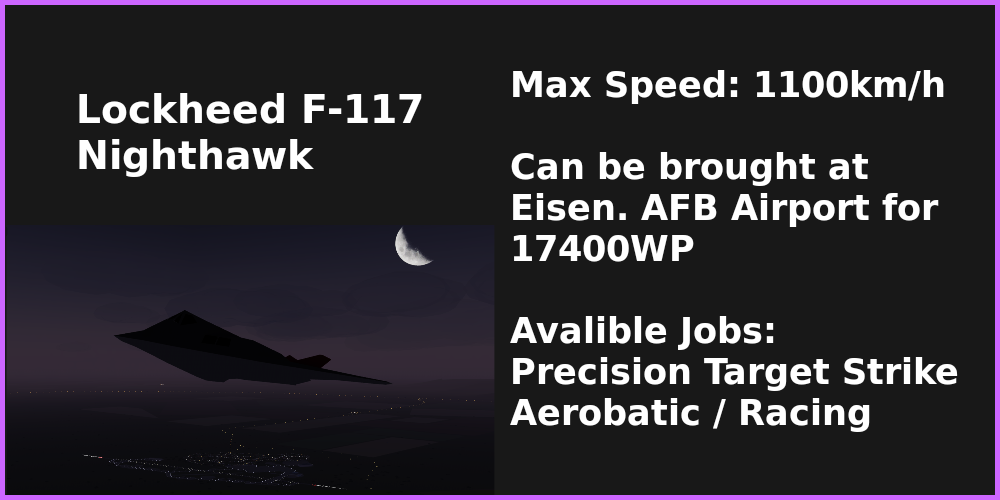 Lockheed F-117
Nighthawk
Max Speed: 1100km/h
Can be brought at
Eisen. AFB Airport for
17400WP
Avalible Jobs:
Precision Target Strike
Aerobatic / Racing